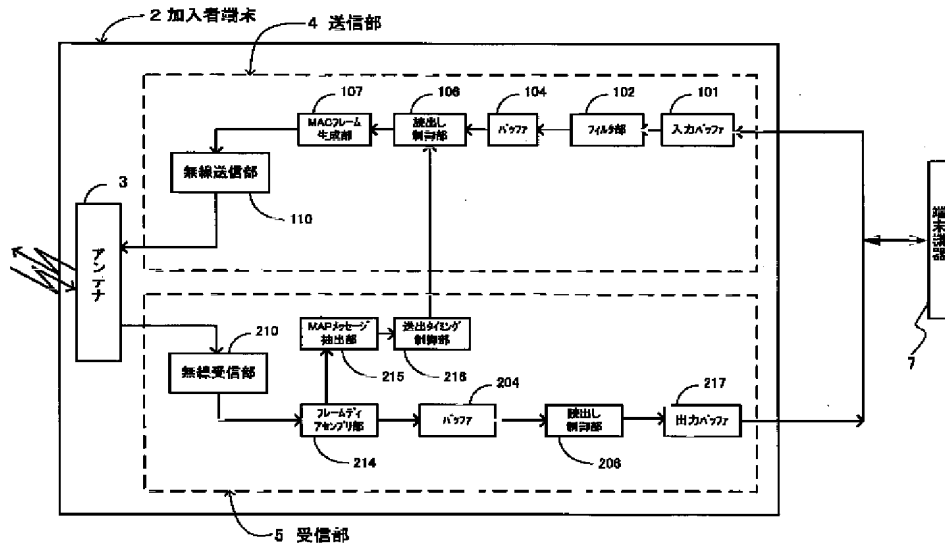 2 加入者端末
4 送信部
107
106
104
102
101
MACフレーム
生成部
読出し
制御部
バッファ
フィルタ部
入力バッファ
無線送信部
110
3
アンテナ
端末機器
7
MAPメッセージ
抽出部
送出タイミング
制御部
210
215
216
204
217
無線受信部
フレームディ
アセンブリ部
バッファ
読出し
制御部
出力バッファ
214
206
5 受信部